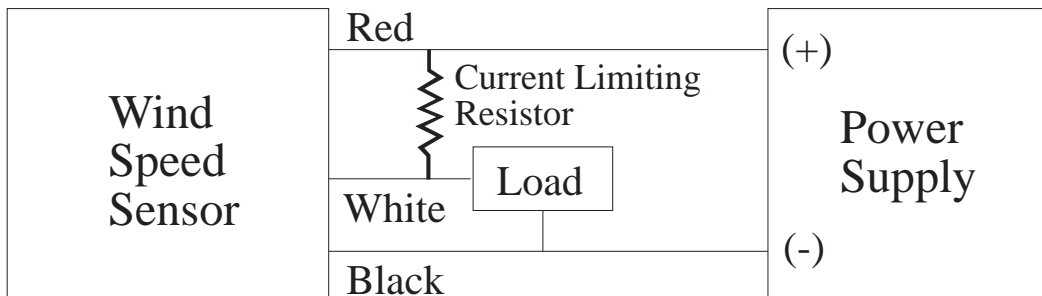 Red
(+)
Current Limiting
Resistor
Wind
Speed
Sensor
Power
Supply
Load
White
(-)
Black